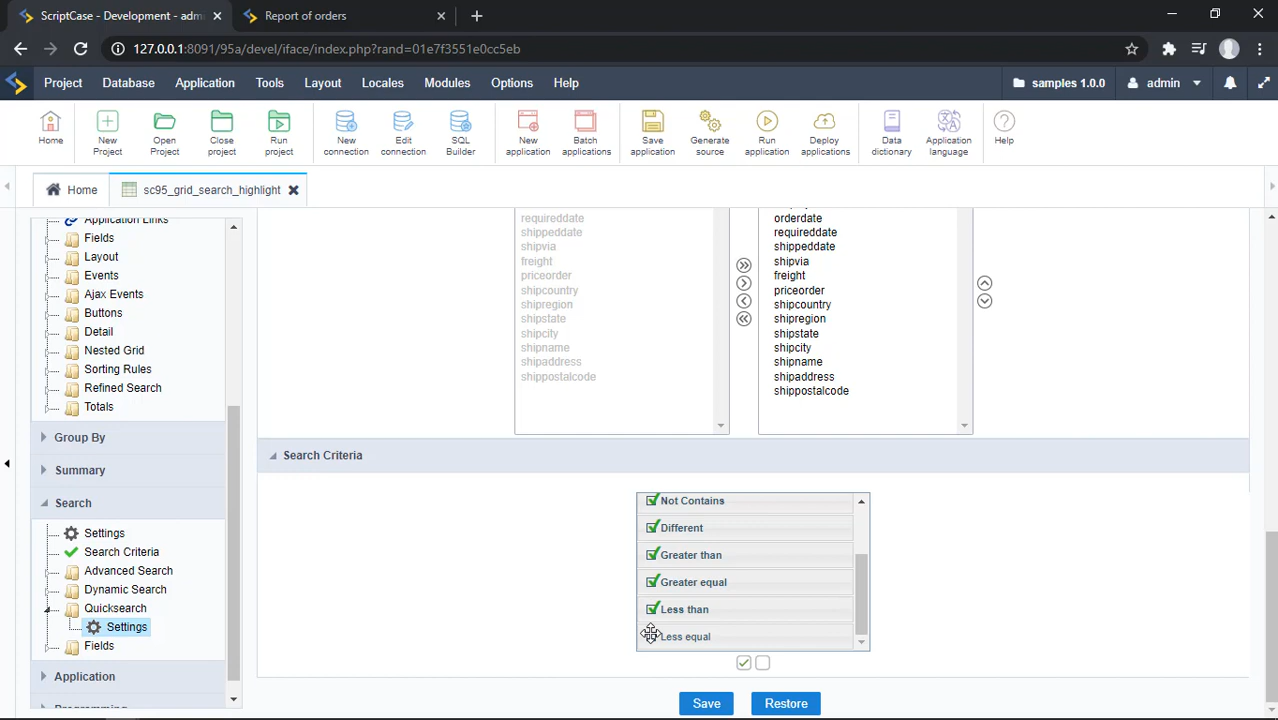 ScriptCase - Development - adm
Report of orders
127.0.0.1:8091/95a/devel/iface/index.php?rand=01e7f3551e0cc5eb
Project Database Application Tools Layout Locales Modules Options Help samples 1.0.0 admin
Home
New Project
Open Project
Close project
Run project
New connection
Edit connection
SQL Builder
New application
Batch applications
Save application
Generate source
Run application
Deploy applications
Data dictionary
Application language
Help
Home
sc95_grid_search_highlight
Application Links
Fields
Layout
Events
Ajax Events
Buttons
Detail
Nested Grid
Sorting Rules
Refined Search
Totals
Group By
Summary
Search
Settings
Search Criteria
Advanced Search
Dynamic Search
Quicksearch
Settings
Fields
Application
Programming
requireddate
shippeddate
shipvia
freight
priceorder
shipcountry
shipregion
shipstate
shipcity
shipname
shipaddress
shippostalcode
orderdate
requireddate
shippeddate
shipvia
freight
priceorder
shipcountry
shipregion
shipstate
shipcity
shipname
shipaddress
shippostalcode
Search Criteria
Not Contains
Different
Greater than
Greater equal
Less than
Less equal
Save
Restore